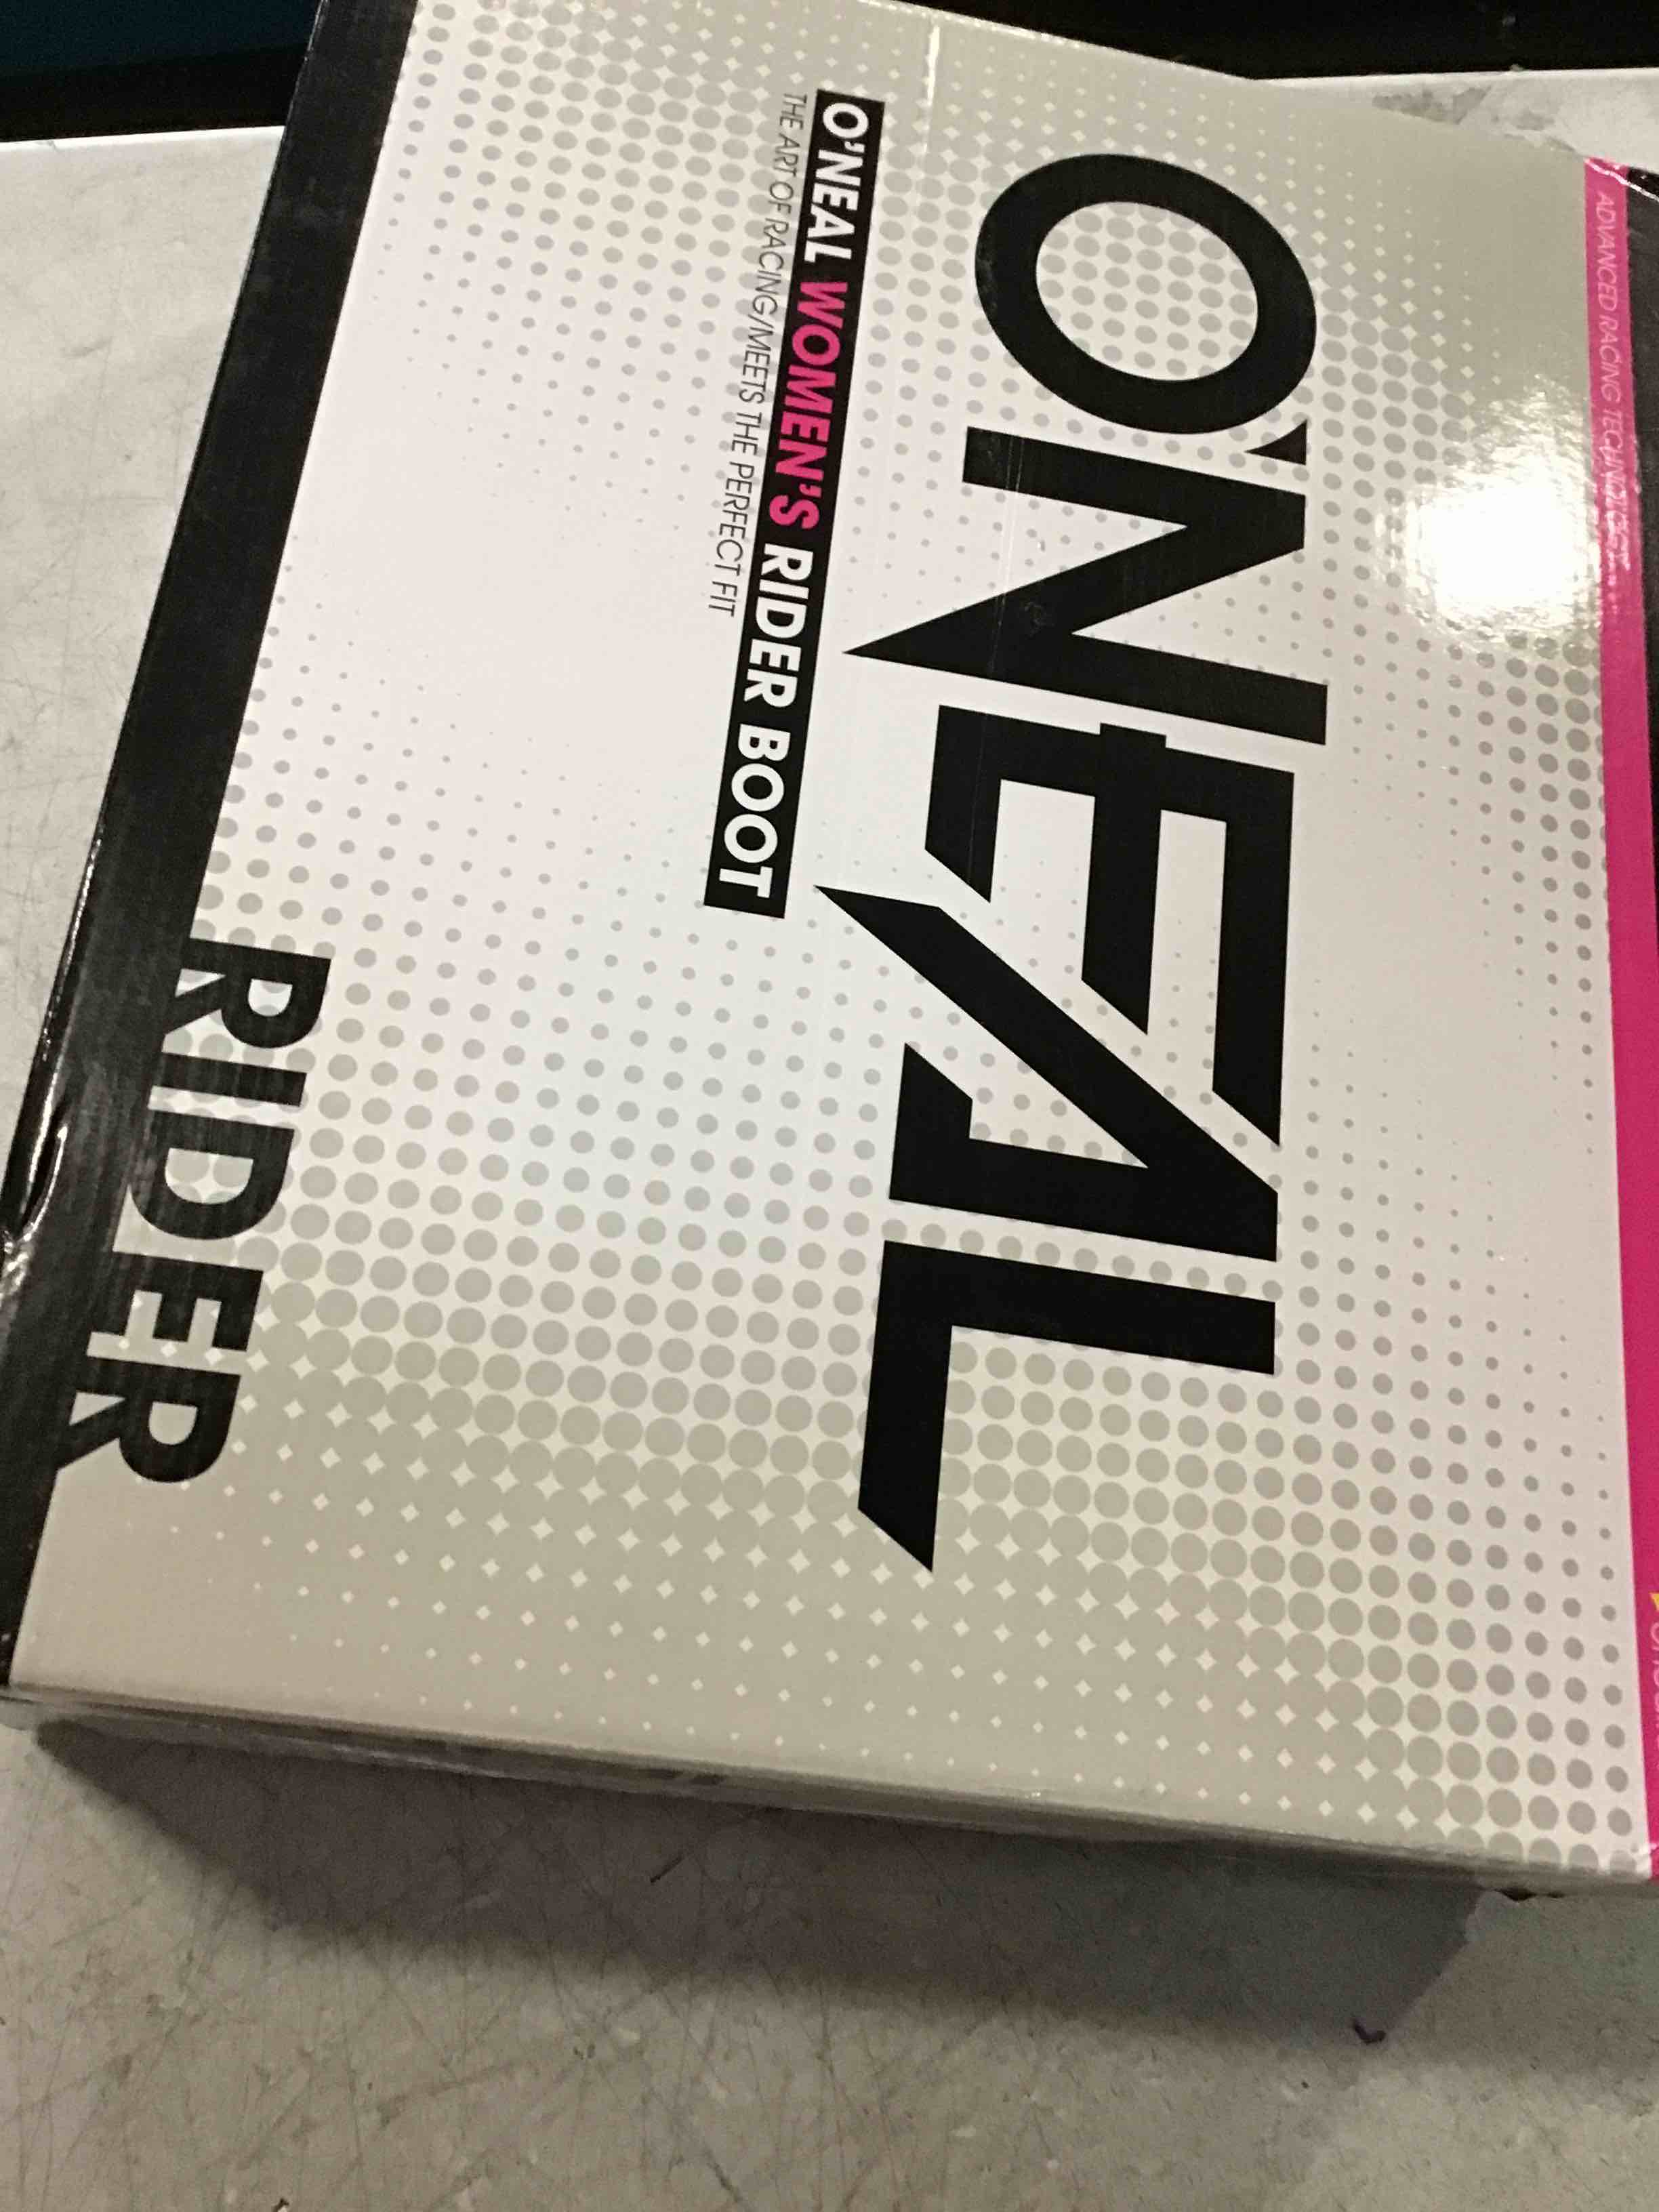 ADVANCED RACING TECHNOLOGY
O'NEAL
O'NEAL WOMEN'S RIDER BOOT
THE ART OF RACING/MEETS THE PERFECT FIT
RIDER